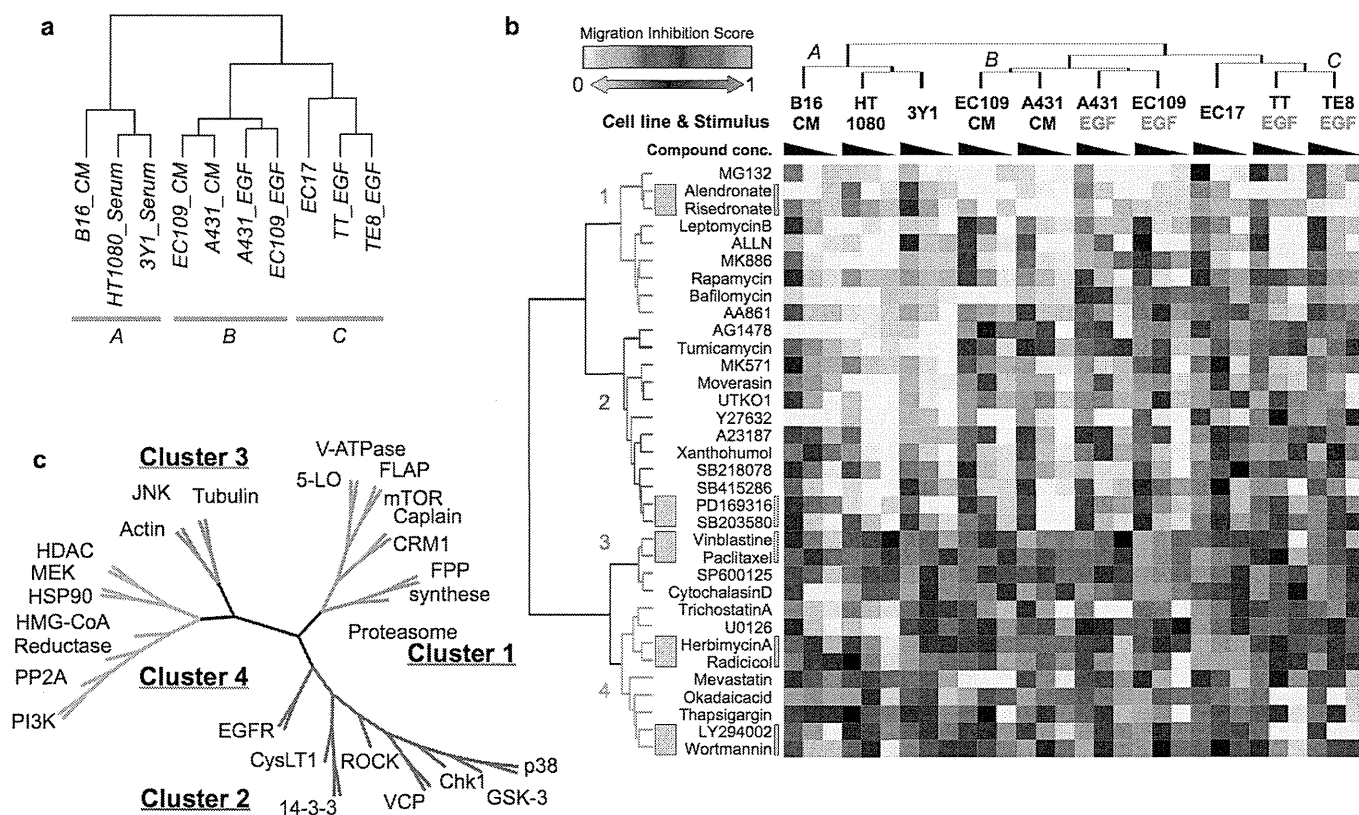 a
B16_CM
HT1080_Serum
3Y1_Serum
EC109_CM
A431_CM
A431_EGF
EC109_EGF
EC17
TT_EGF
TE8_EGF
A
B
C
b
Migration Inhibition Score
0
1
A
B
C
Cell line & Stimulus
B16 CM
HT 1080
3Y1
EC109 CM
A431 CM
A431 EGF
EC109 EGF
EC17
TT EGF
TE8 EGF
Compound conc.
1
2
3
4
MG132
Alendronate
Risedronate
LeptomycinB
ALLN
MK886
Rapamycin
Bafilomycin
AA861
AG1478
Tumicamycin
MK571
Moverasin
UTKO1
Y27632
A23187
Xanthohumol
SB218078
SB415286
PD169316
SB203580
Vinblastine
Paclitaxel
SP600125
CytochalasinD
TrichostatinA
U0126
HerbimycinA
Radicicol
Mevastatin
Okadaicacid
Thapsigargin
LY294002
Wortmannin
c
Cluster 3
JNK
Tubulin
Actin
V-ATPase
5-LO
FLAP
mTOR
Caplain
CRM1
FPP
synthese
Proteasome
Cluster 1
HDAC
MEK
HSP90
HMG-CoA
Reductase
PP2A
PI3K
Cluster 4
EGFR
CysLT1
14-3-3
ROCK
VCP
Chk1
GSK-3
p38
Cluster 2